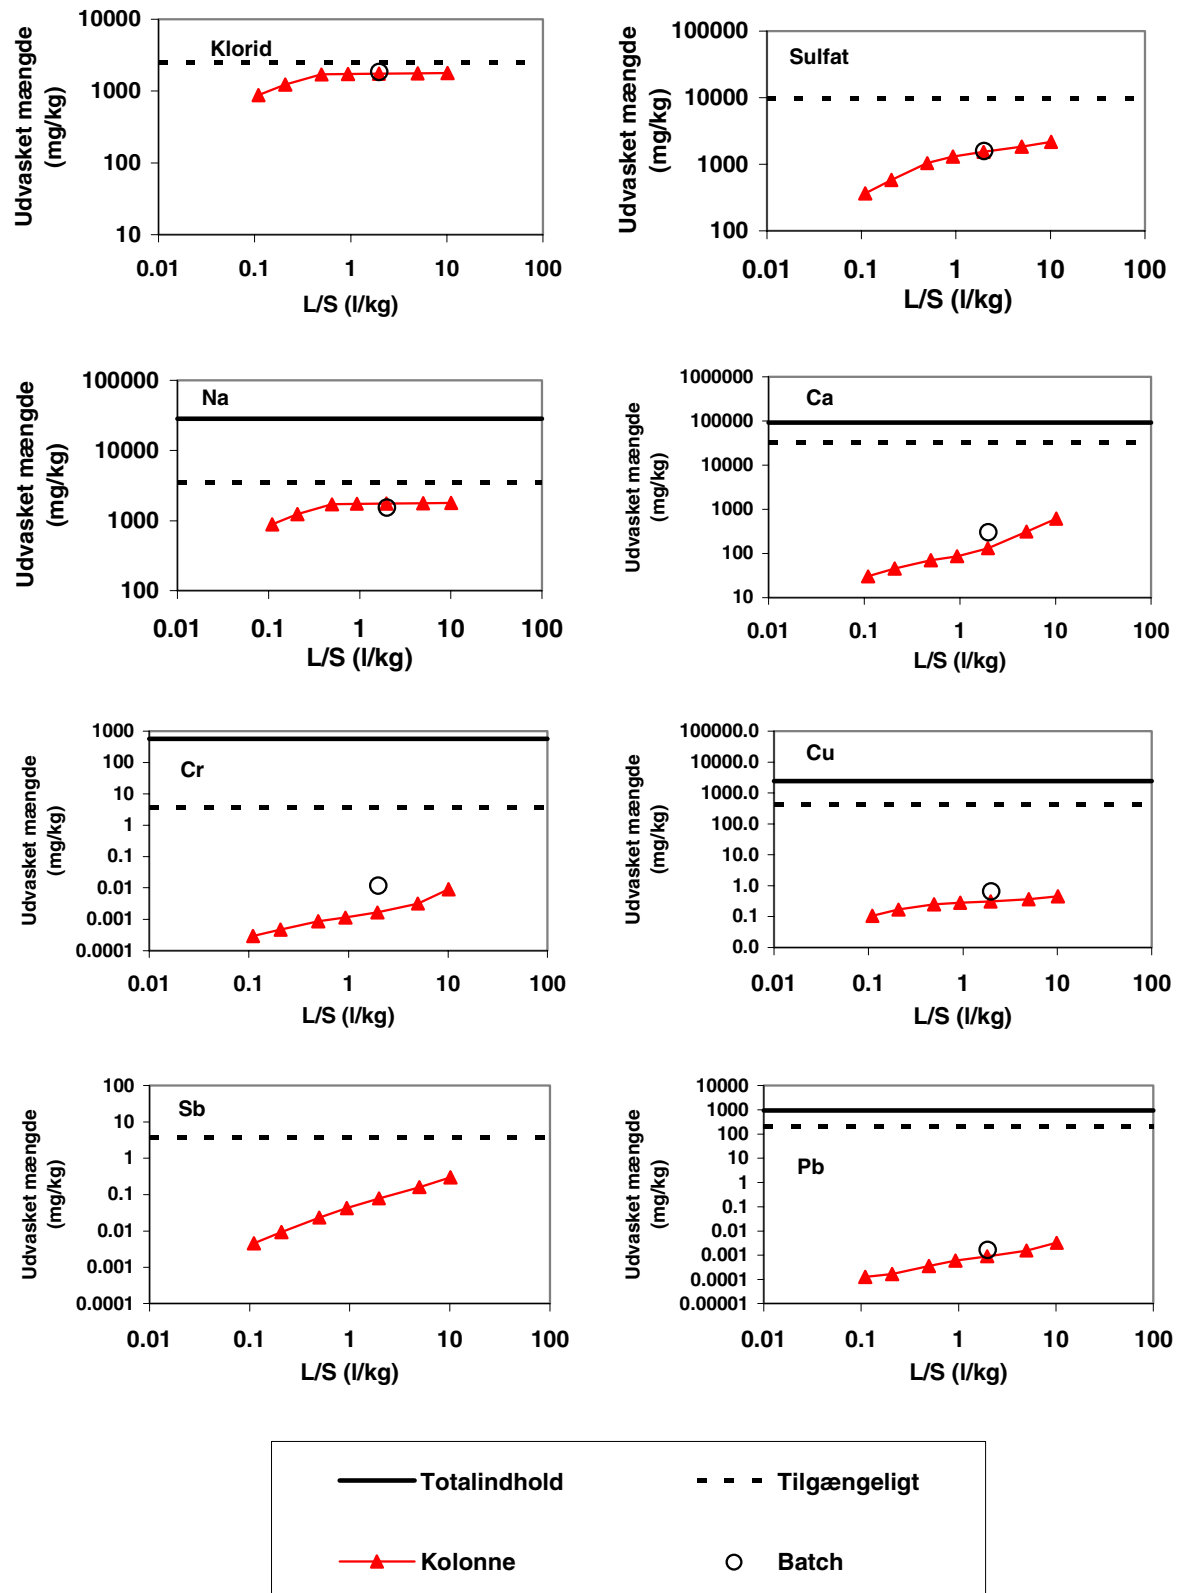 Klorid
Udvasket mængde
(mg/kg)
10000
1000
100
10
0.01 0.1 1 10 100
L/S (l/kg)
Sulfat
Udvasket mængde
(mg/kg)
100000
10000
1000
100
0.01 0.1 1 10 100
L/S (l/kg)
Na
Udvasket mængde
(mg/kg)
100000
10000
1000
100
0.01 0.1 1 10 100
L/S (l/kg)
Ca
Udvasket mængde
(mg/kg)
1000000
100000
10000
1000
100
10
0.01 0.1 1 10 100
L/S (l/kg)
Cr
Udvasket mængde
(mg/kg)
1000
100
10
1
0.1
0.01
0.001
0.0001
0.01 0.1 1 10 100
L/S (l/kg)
Cu
Udvasket mængde
(mg/kg)
100000.0
10000.0
1000.0
100.0
10.0
1.0
0.1
0.0
0.01 0.1 1 10 100
L/S (l/kg)
Sb
Udvasket mængde
(mg/kg)
100
10
1
0.1
0.01
0.001
0.0001
0.01 0.1 1 10 100
L/S (l/kg)
Pb
Udvasket mængde
(mg/kg)
10000
1000
100
10
1
0.1
0.01
0.001
0.0001
0.00001
0.01 0.1 1 10 100
L/S (l/kg)
Totalindhold Tilgængeligt
Kolonne Batch